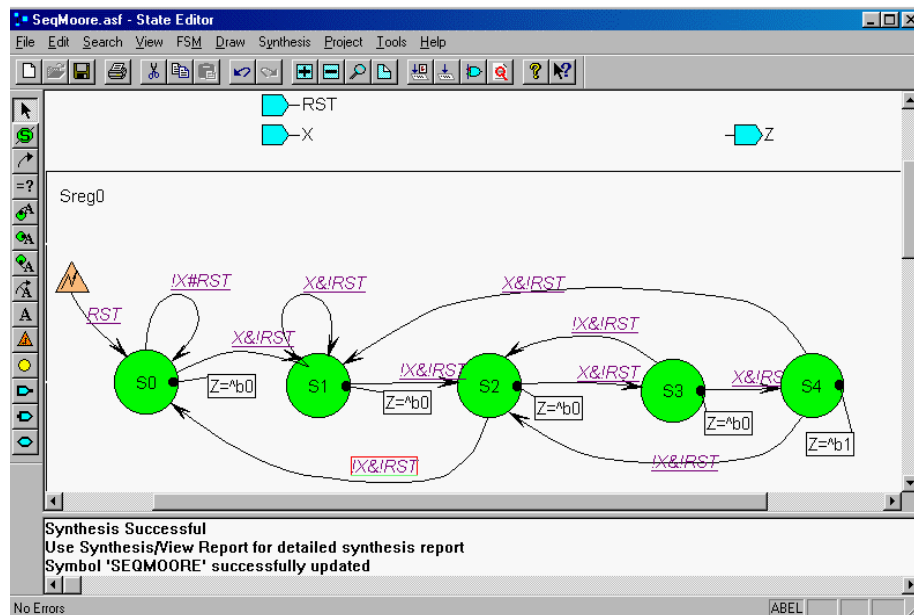 SeqMoore.asf - State Editor
File Edit Search View FSM Draw Synthesis Project Tools Help
RST
X
Z
=?
A
A
A
A
A
Sreg0
!X#RST
X&!RST
X&!RST
RST
X&!RST
!X&!RST
!X&!RST
X&!RST
X&!RST
S0
S1
S2
S3
S4
Z=^b0
Z=^b0
Z=^b0
Z=^b0
Z=^b1
!X&!RST
!X&!RST
Synthesis Successful
Use Synthesis/View Report for detailed synthesis report
Symbol 'SEQMOORE' successfully updated
No Errors
ABEL